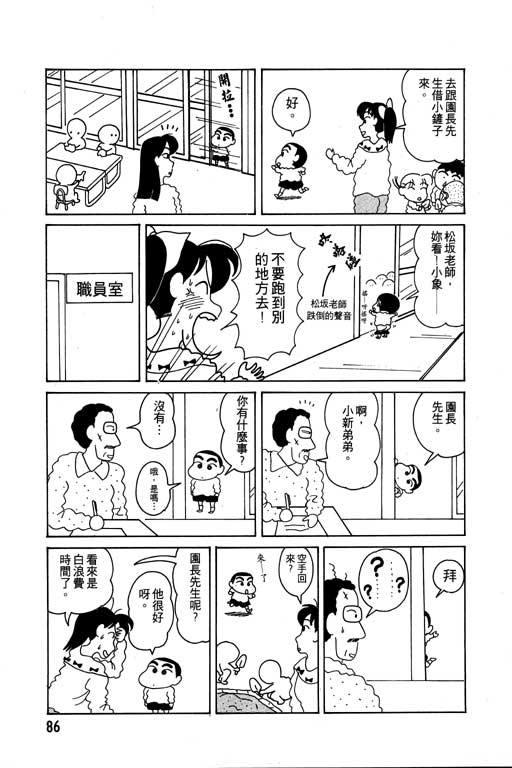 去跟園長先
生借小鏟子
來。
好。
開拉…
松坂老師,
妳看!小象⋯
松坂老師
跌倒的聲音
不要跑到別
的地方去!
職員室
園長
先生。
啊,
小新弟弟。
你有什麼事?
沒有…
哦,是嗎…
拜
…?…?…?
空手回
來?
來了
園長先生呢?
他很好
呀。
看來是
白浪費
時間了。
86